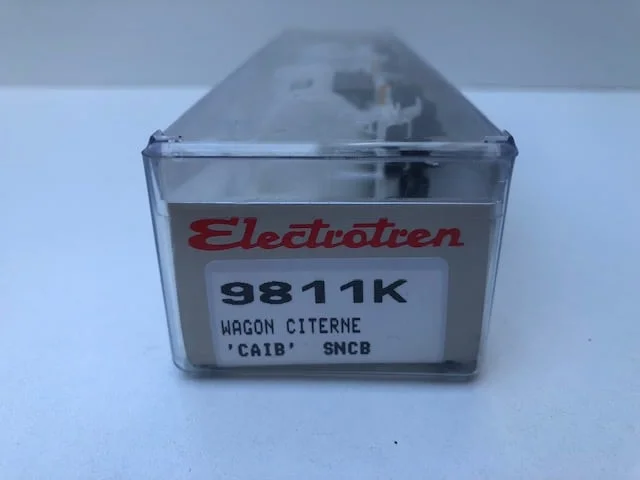 Electrotren
9811K
WAGON CITERNE
'CAIB' SNCB